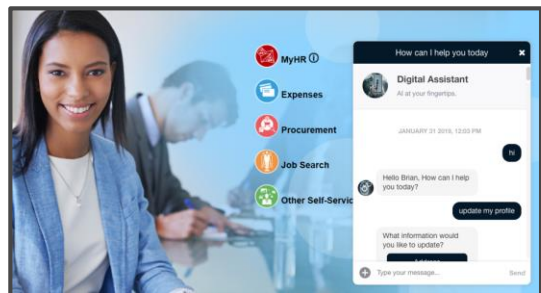 MyHR ⓘ
Expenses
Procurement
Job Search
Other Self-Servic
How can I help you today
Digital Assistant
AI at your fingertips.
JANUARY 31 2019, 12:03 PM
hi
Hello Brian, How can I help
you today?
update my profile
What information would
you like to update?
Address
Type your message...
Send